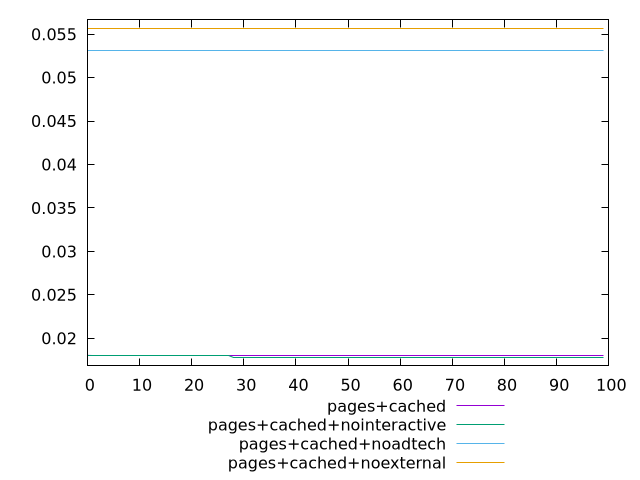 0.055
0.05
0.045
0.04
0.035
0.03
0.025
0.02
0 10 20 30 40 50 60 70 80 90 100
pages+cached
pages+cached+nointeractive
pages+cached+noadtech
pages+cached+noexternal